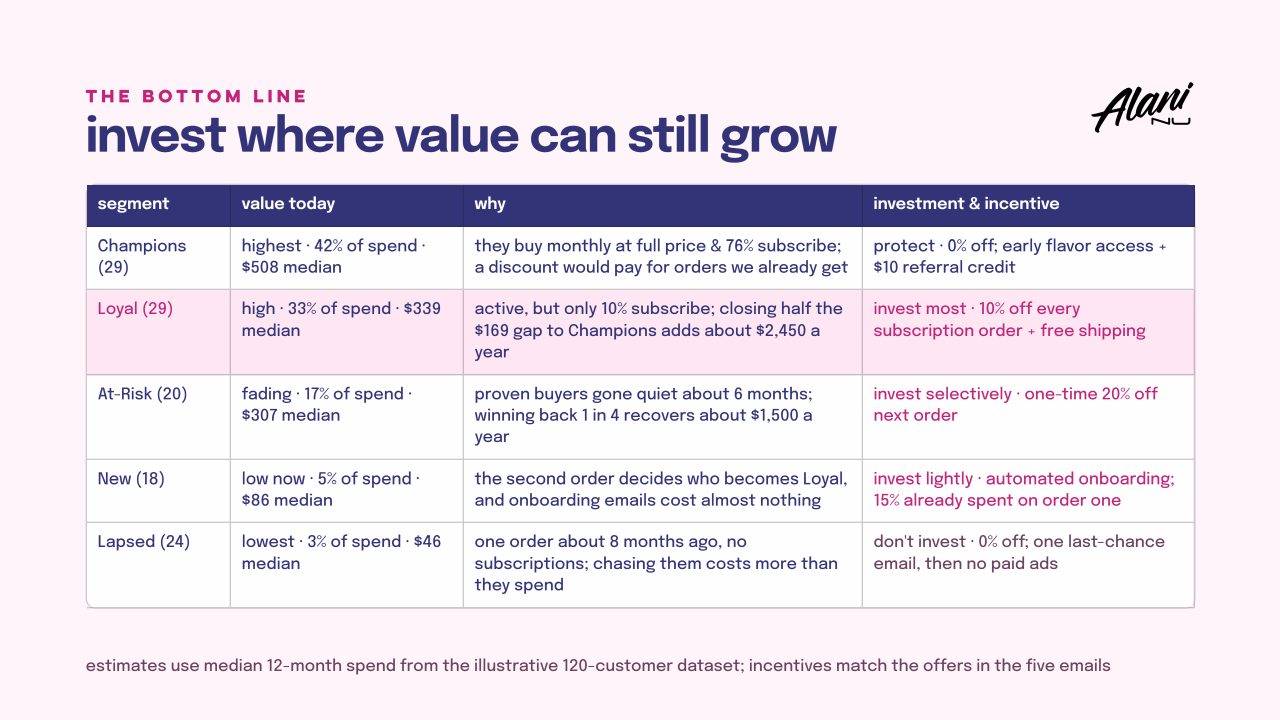 THE BOTTOM LINE
invest where value can still grow
Alani
NU
segment
value today
why
investment & incentive
Champions
(29)
highest · 42% of spend ·
$508 median
they buy monthly at full price & 76% subscribe;
a discount would pay for orders we already get
protect · 0% off; early flavor access +
$10 referral credit
Loyal (29)
high · 33% of spend · $339
median
active, but only 10% subscribe; closing half the
$169 gap to Champions adds about $2,450 a
year
invest most · 10% off every
subscription order + free shipping
At-Risk (20)
fading · 17% of spend ·
$307 median
proven buyers gone quiet about 6 months;
winning back 1 in 4 recovers about $1,500 a
year
invest selectively · one-time 20% off
next order
New (18)
low now · 5% of spend ·
$86 median
the second order decides who becomes Loyal,
and onboarding emails cost almost nothing
invest lightly · automated onboarding;
15% already spent on order one
Lapsed (24)
lowest · 3% of spend · $46
median
one order about 8 months ago, no
subscriptions; chasing them costs more than
they spend
don't invest · 0% off; one last-chance
email, then no paid ads
estimates use median 12-month spend from the illustrative 120-customer dataset; incentives match the offers in the five emails